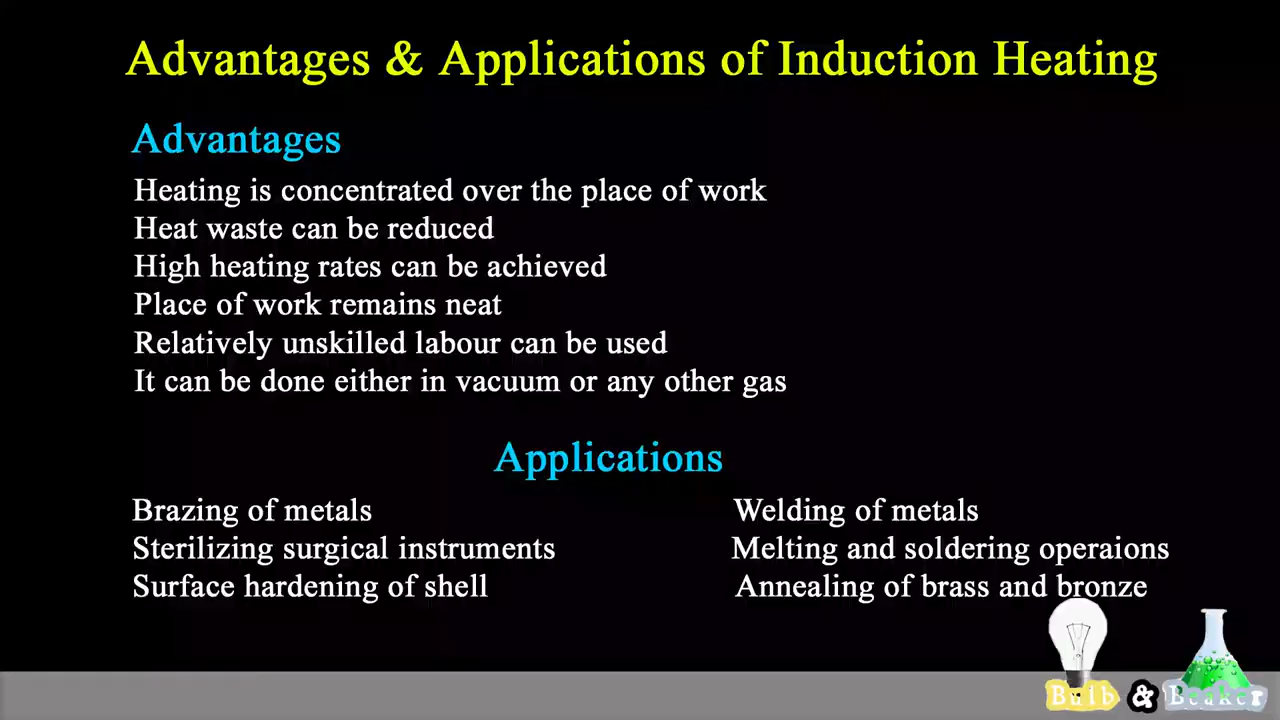 Advantages & Applications of Induction Heating
Advantages
Heating is concentrated over the place of work
Heat waste can be reduced
High heating rates can be achieved
Place of work remains neat
Relatively unskilled labour can be used
It can be done either in vacuum or any other gas
Applications
Brazing of metals
Sterilizing surgical instruments
Surface hardening of shell
Welding of metals
Melting and soldering operaions
Annealing of brass and bronze
Bulb & Beaker